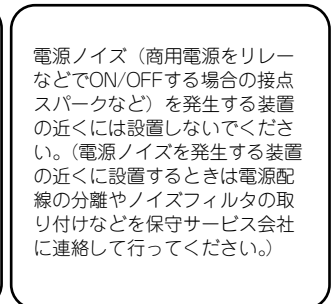 電源ノイズ（商用電源をリレー
などでON/OFFする場合の接点
スパークなど）を発生する装置
の近くには設置しないでくださ
い。（電源ノイズを発生する装置
の近くに設置するときは電源配
線の分離やノイズフィルタの取
り付けなどを保守サービス会社
に連絡して行ってください。）